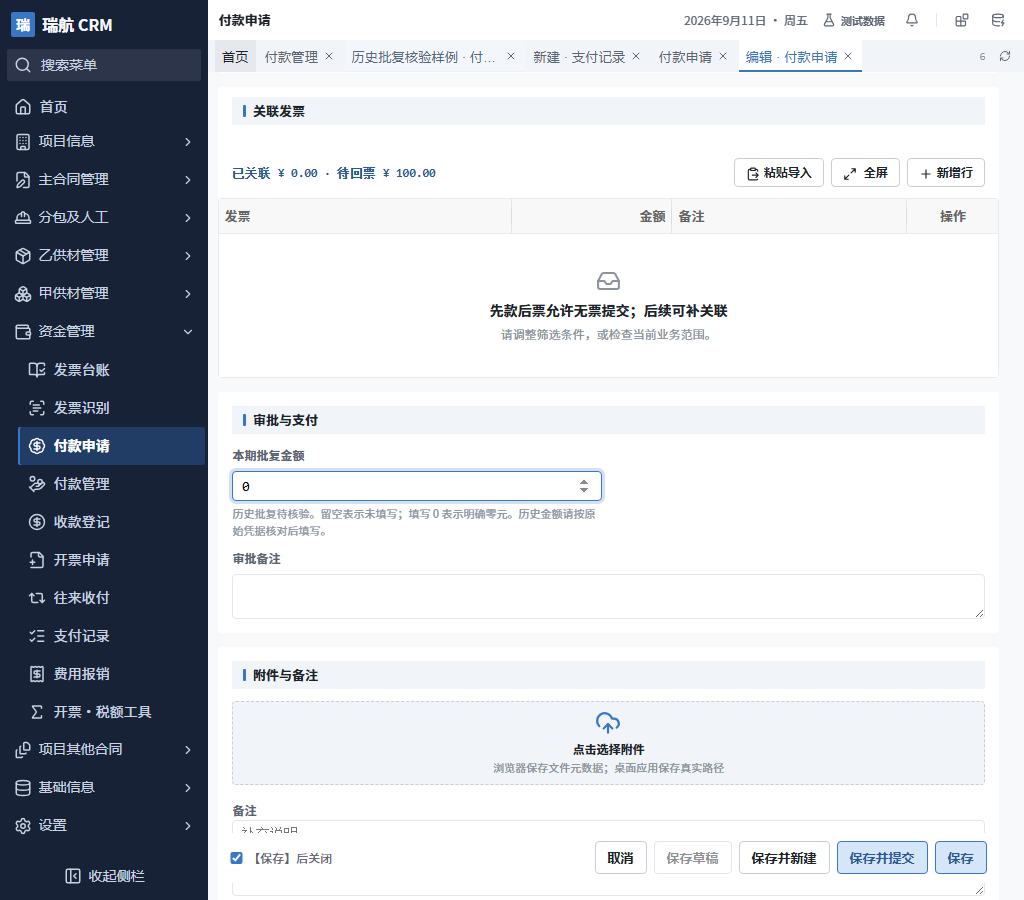 瑞 瑞航 CRM
搜索菜单
首页
项目信息
主合同管理
分包及人工
乙供材管理
甲供材管理
资金管理
发票台账
发票识别
付款申请
付款管理
收款登记
开票申请
往来收付
支付记录
费用报销
开票・税额工具
项目其他合同
基础信息
设置
收起侧栏
付款申请
2026年9月11日 · 周五 测试数据
首页 付款管理 历史批复核验样例 · 付... 新建 · 支付记录 付款申请 编辑 · 付款申请 6
关联发票
已关联 ¥ 0.00 · 待回票 ¥ 100.00 粘贴导入 全屏 新增行
发票 金额 备注 操作
先款后票允许无票提交；后续可补关联
请调整筛选条件，或检查当前业务范围。
审批与支付
本期批复金额
0
历史批复待核验。留空表示未填写；填写 0 表示明确零元。历史金额请按原
始凭据核对后填写。
审批备注
附件与备注
点击选择附件
浏览器保存文件元数据；桌面应用保存真实路径
备注
补充说明
【保存】后关闭 取消 保存草稿 保存并新建 保存并提交 保存